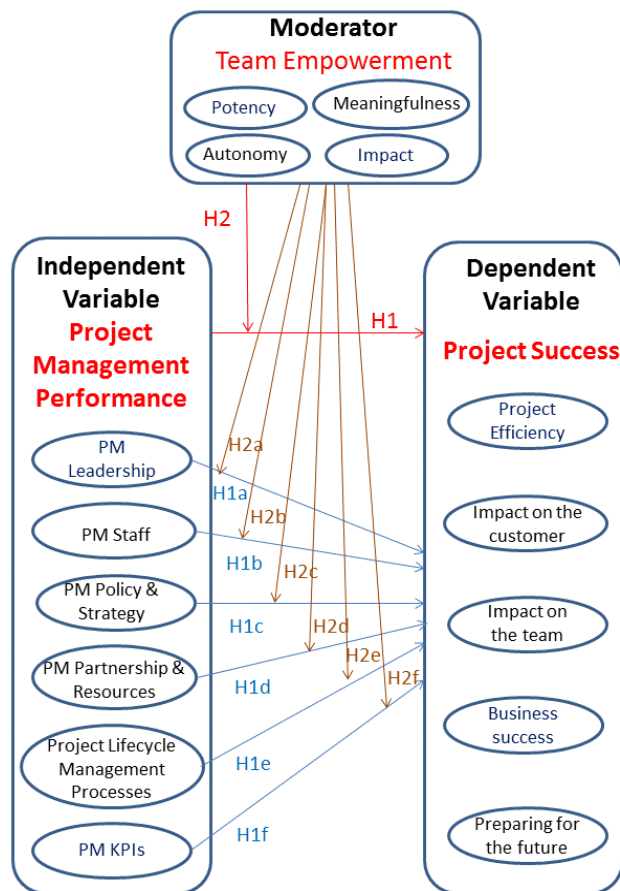 Moderator
Team Empowerment
Potency
Meaningfulness
Autonomy
Impact
H2
Independent
Variable
Project
Management
Performance
H1
Dependent
Variable
Project Success
PM
Leadership
PM Staff
PM Policy &
Strategy
PM Partnership &
Resources
Project Lifecycle
Management
Processes
PM KPIs
H2a
H1a
H2b
H1b
H2c
H1c
H2d
H1d
H2e
H2f
H1e
H1f
Project
Efficiency
Impact on the
customer
Impact on
the team
Business
success
Preparing for
the future